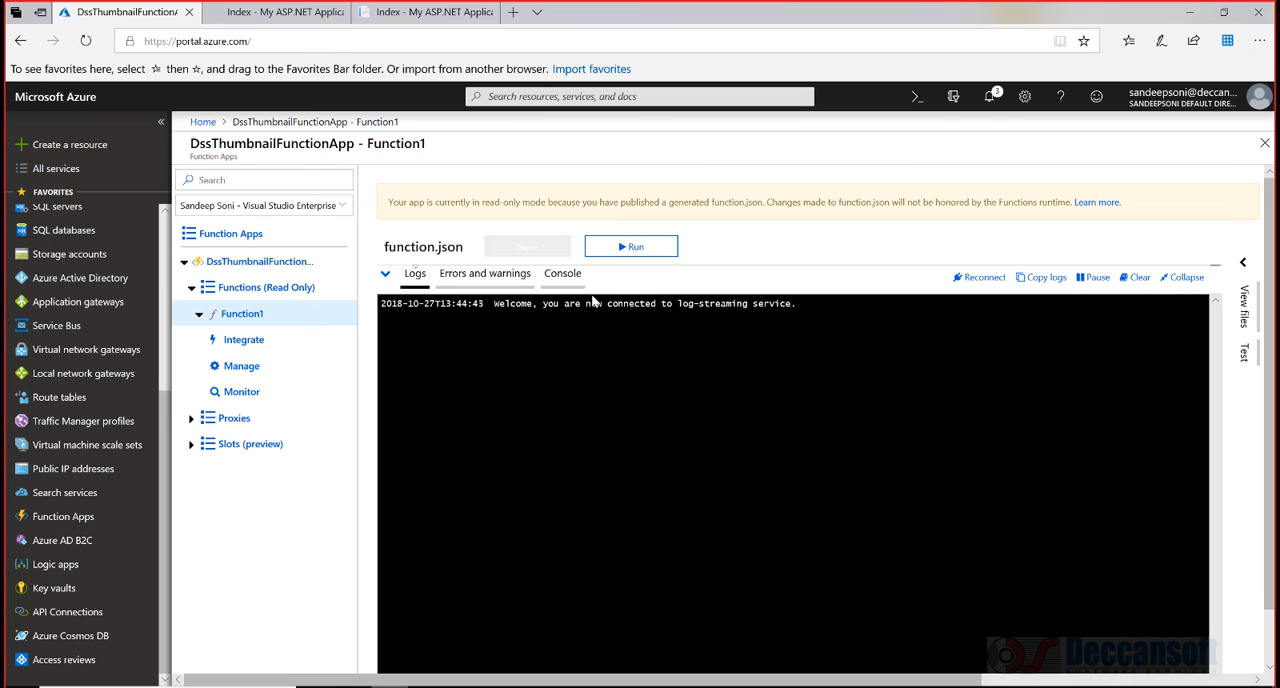 DssThumbnailFunctionA
Index - My ASP.NET Applica
Index - My ASP.NET Applica
https://portal.azure.com/
To see favorites here, select ☆ then ☆, and drag to the Favorites Bar folder. Or import from another browser. Import favorites
Microsoft Azure
Search resources, services, and docs
3
sandeepsoni@deccan...
SANDEEPSONI DEFAULT DIRE...
«
Create a resource
All services
FAVORITES
SQL servers
SQL databases
Storage accounts
Azure Active Directory
Application gateways
Service Bus
Virtual network gateways
Local network gateways
Route tables
Traffic Manager profiles
Virtual machine scale sets
Public IP addresses
Search services
Function Apps
Azure AD B2C
Logic apps
Key vaults
API Connections
Azure Cosmos DB
Access reviews
Home > DssThumbnailFunctionApp - Function1
DssThumbnailFunctionApp - Function1
Function Apps
Search
Sandeep Soni - Visual Studio Enterprise
Function Apps
DssThumbnailFunction...
Functions (Read Only)
Function1
Integrate
Manage
Monitor
Proxies
Slots (preview)
Your app is currently in read-only mode because you have published a generated function.json. Changes made to function.json will not be honored by the Functions runtime. Learn more.
function.json
Save
Run
Logs
Errors and warnings
Console
Reconnect
Copy logs
Pause
Clear
Collapse
2018-10-27T13:44:43 Welcome, you are now connected to log-streaming service.
View files
Test
Deccansoft